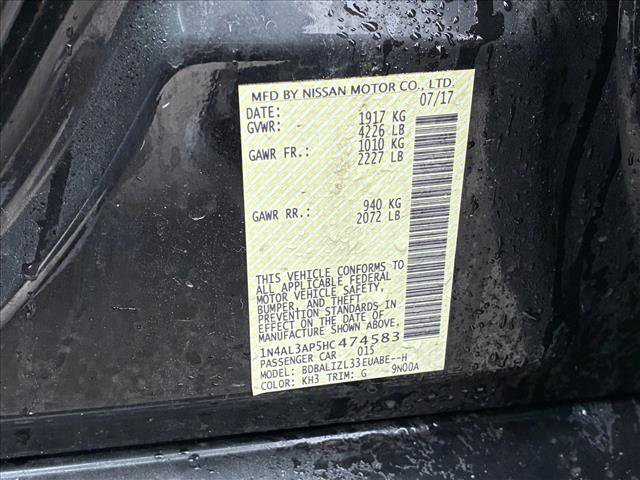 MFD BY NISSAN MOTOR CO., LTD.
DATE: 07/17
GVWR: 1917 KG
4226 LB
GAWR FR.: 1010 KG
2227 LB
GAWR RR.: 940 KG
2072 LB
THIS VEHICLE CONFORMS TO
ALL APPLICABLE FEDERAL
MOTOR VEHICLE SAFETY,
BUMPER, AND THEFT
PREVENTION STANDARDS
IN EFFECT ON THE DATE OF
MANUFACTURE SHOWN ABOVE.
1N4AL3AP5HC474583
PASSENGER CAR 015
MODEL: BDBALIZL33EUABE--H
COLOR: KH3 TRIM: G 9N00A